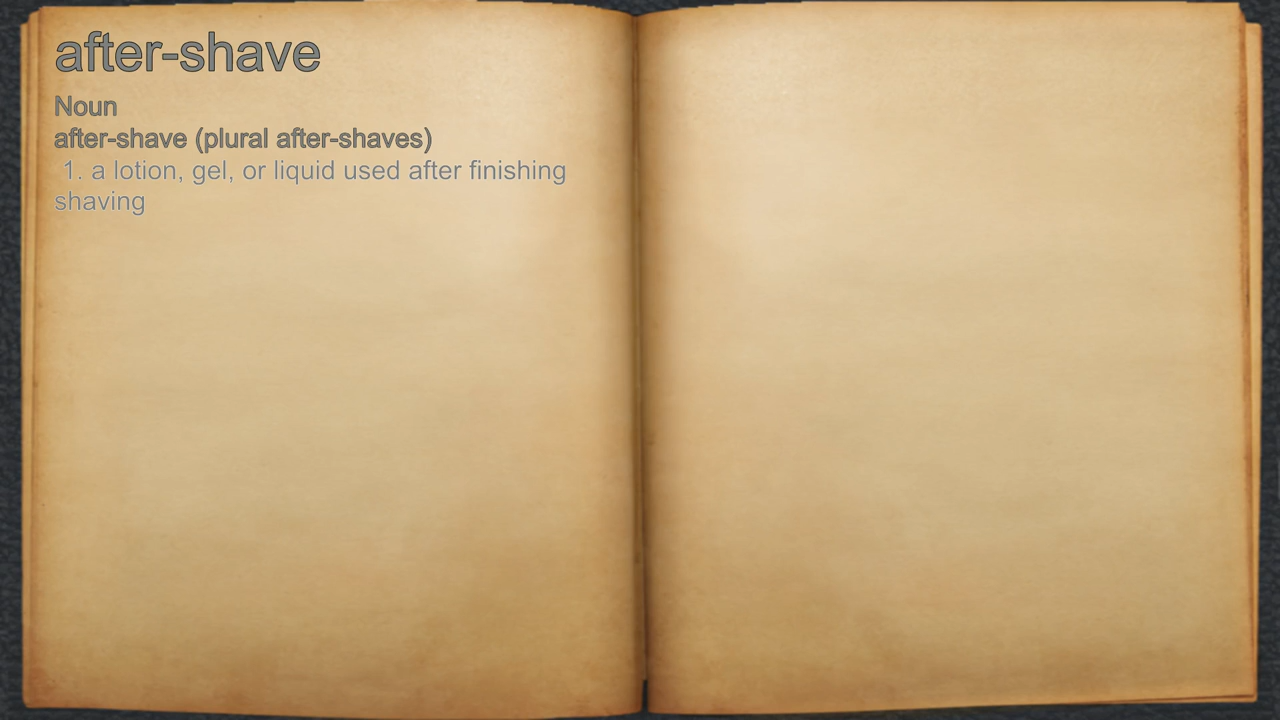 after-shave
Noun
after-shave (plural after-shaves)
1. a lotion, gel, or liquid used after finishing
shaving